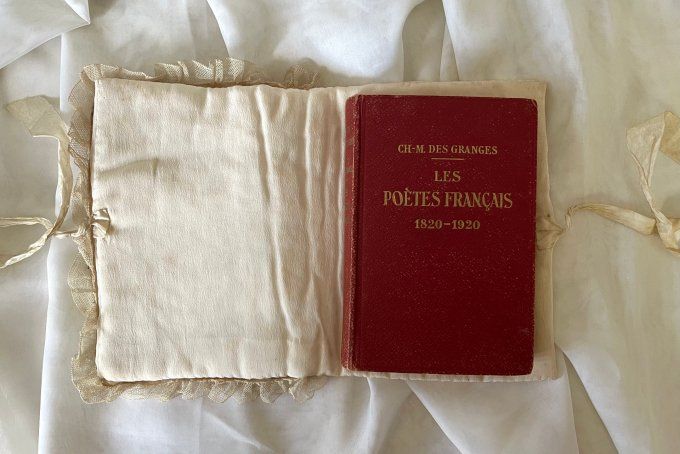 CH-M. DES GRANGES
LES
POÈTES FRANÇAIS
1820-1920